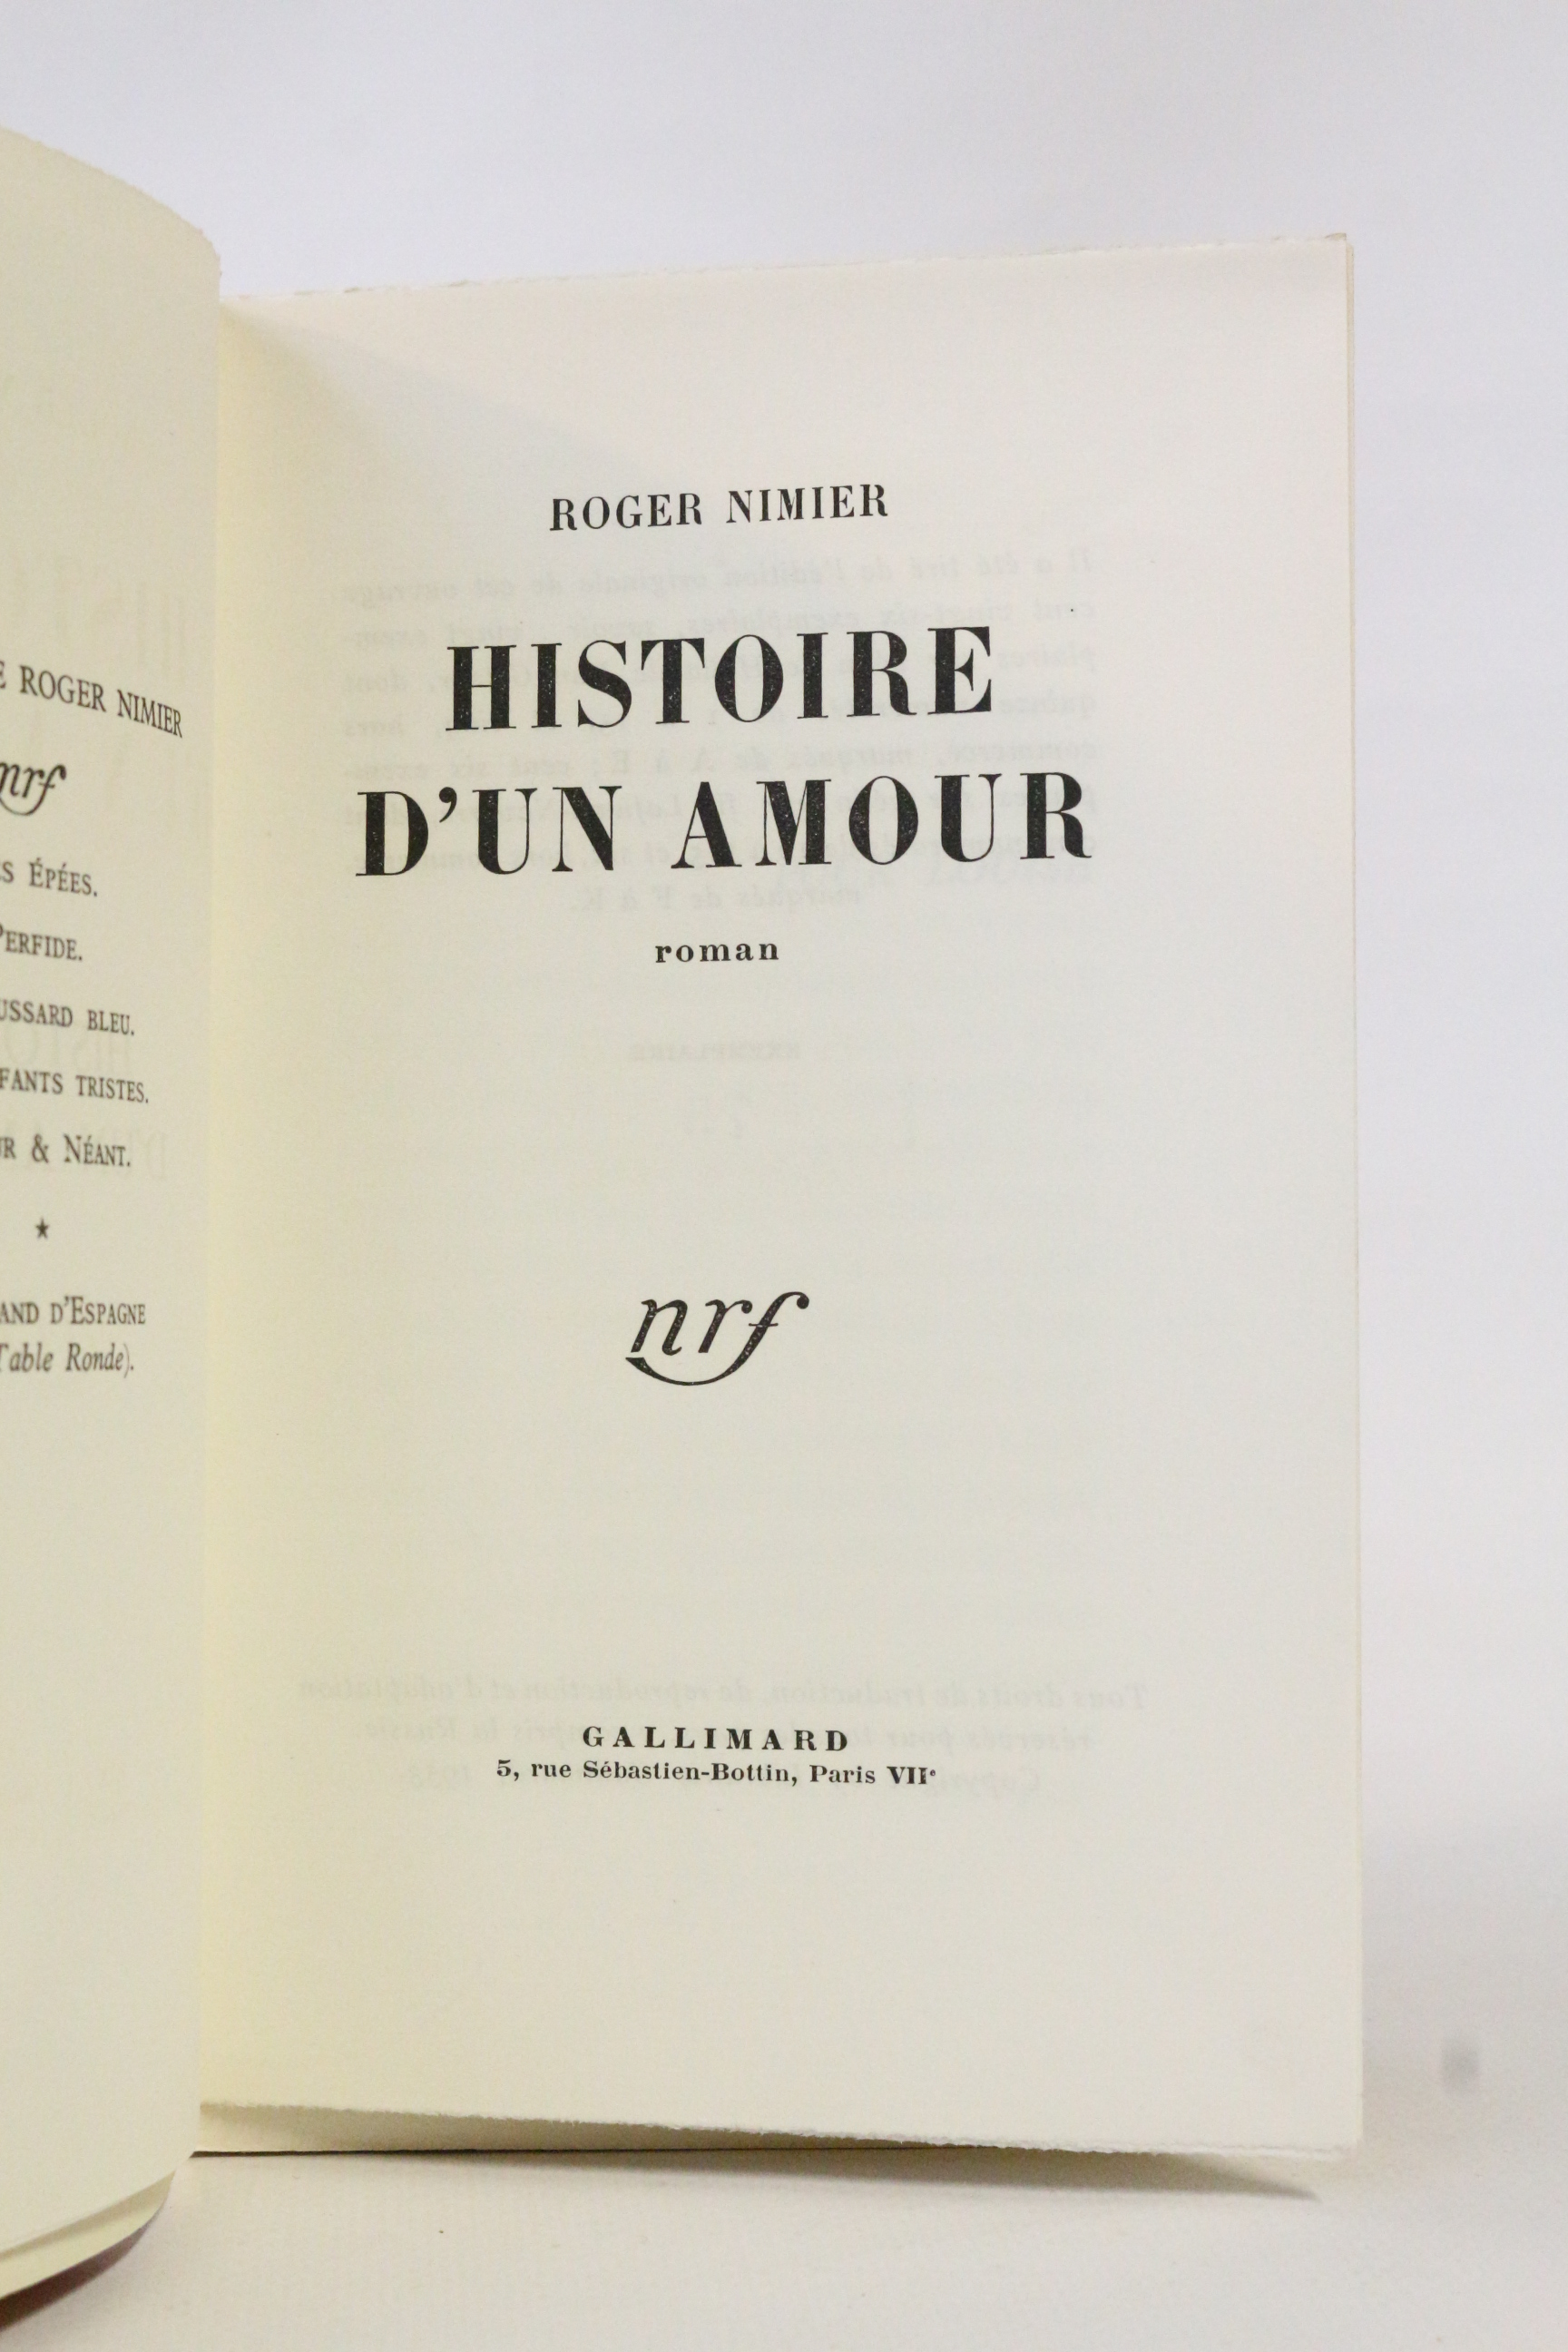 ROGER NIMIER
nrf
S ÉPÉES.
PERFIDE.
USSARD BLEU.
FANTS TRISTES.
R & NÉANT.
★
AND D'ESPAGNE
Table Ronde).
ROGER NIMIER
HISTOIRE
D'UN AMOUR
roman
nrf
GALLIMARD
5, rue Sébastien-Bottin, Paris VIIe